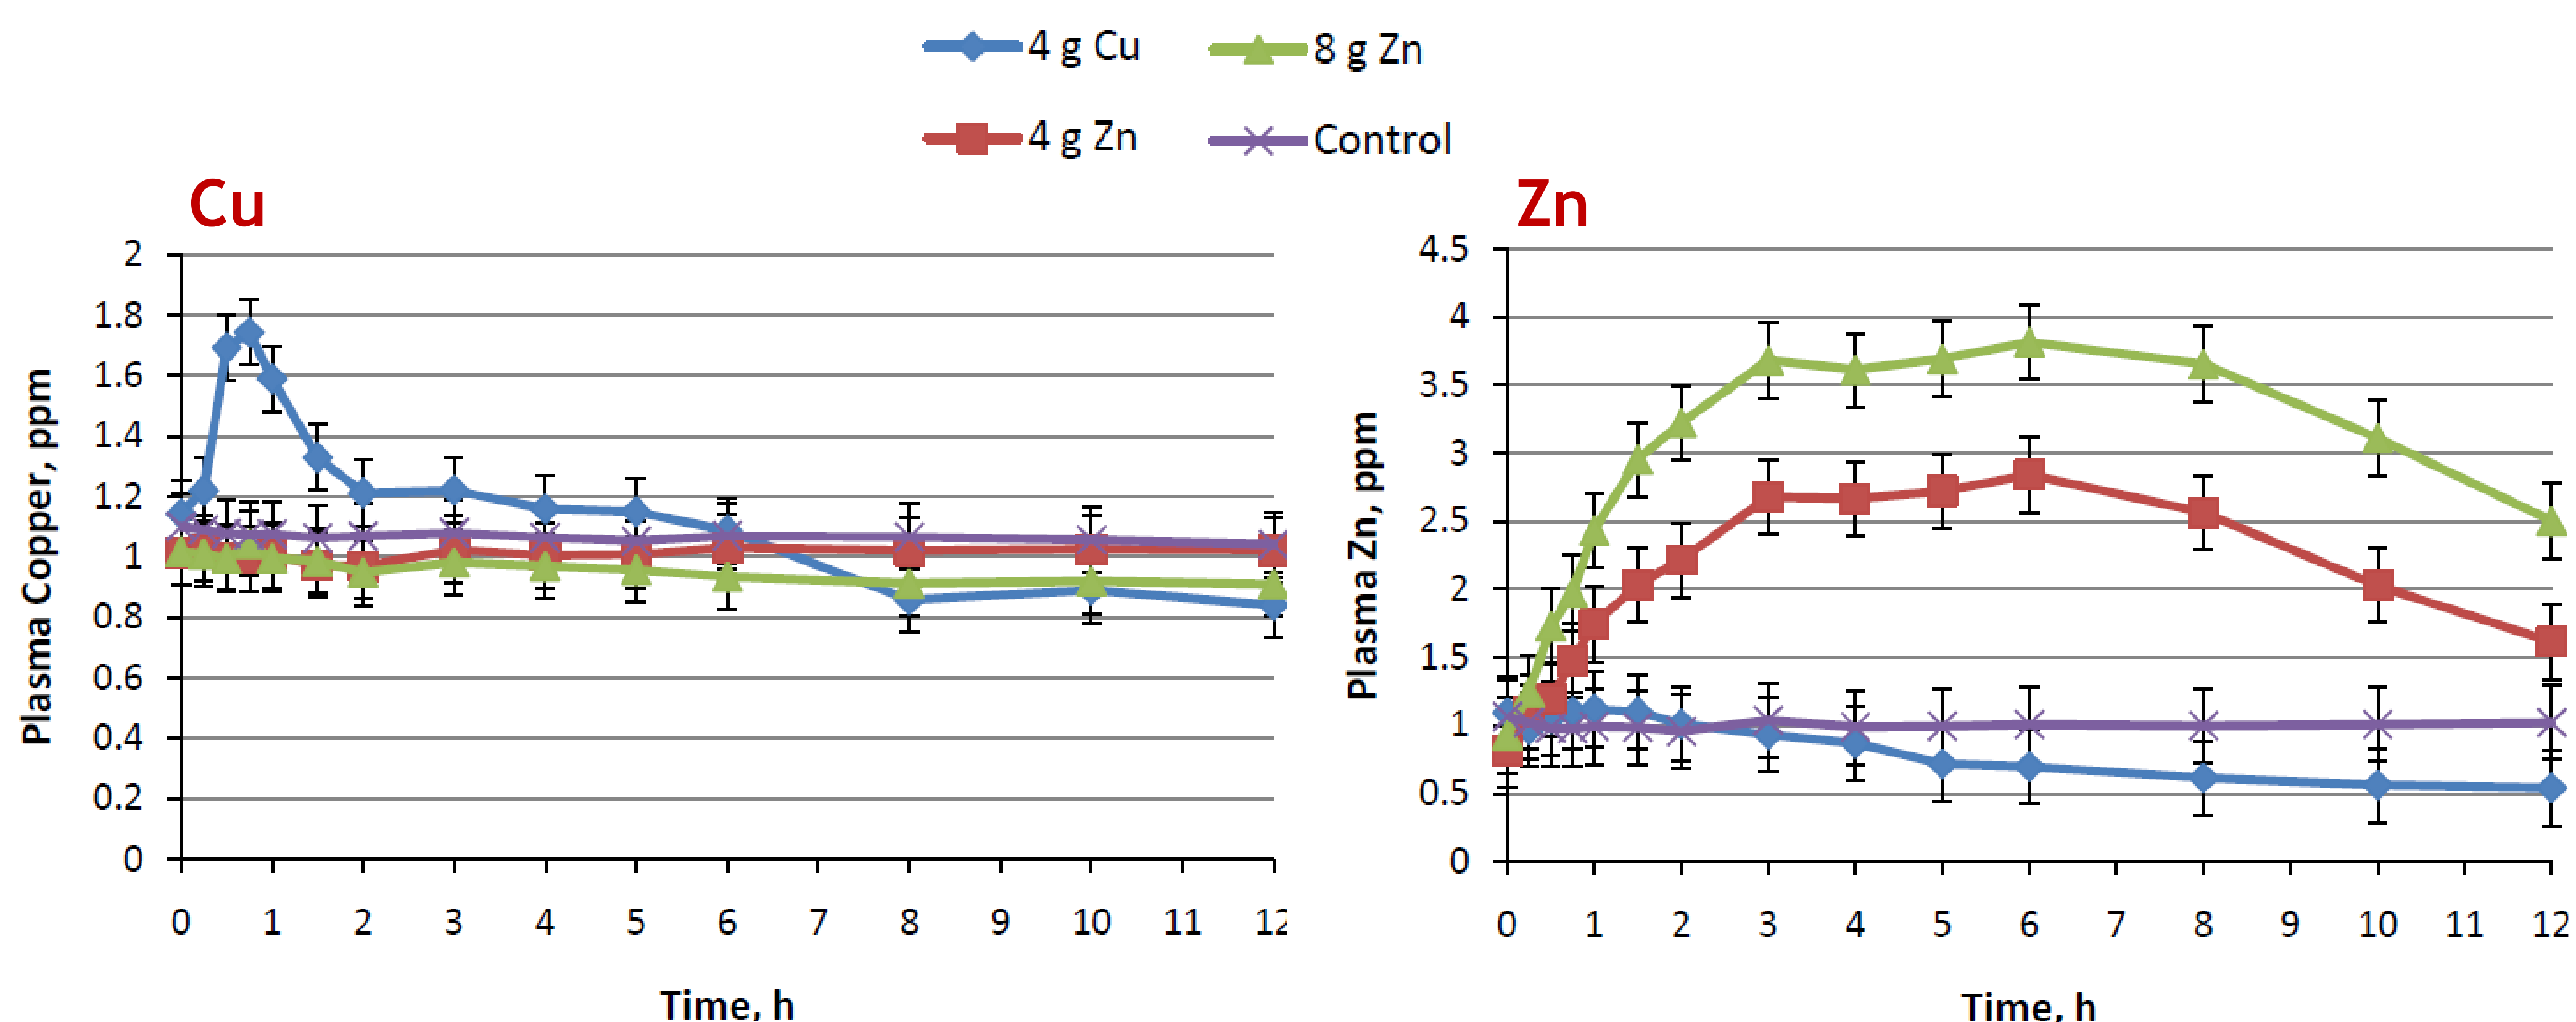 4 g Cu
8 g Zn
4 g Zn
Control
Cu
Plasma Copper, ppm
2
1.8
1.6
1.4
1.2
1
0.8
0.6
0.4
0.2
0
0 1 2 3 4 5 6 7 8 9 10 11 12
Time, h
Zn
Plasma Zn, ppm
4.5
4
3.5
3
2.5
2
1.5
1
0.5
0
0 1 2 3 4 5 6 7 8 9 10 11 12
Time, h